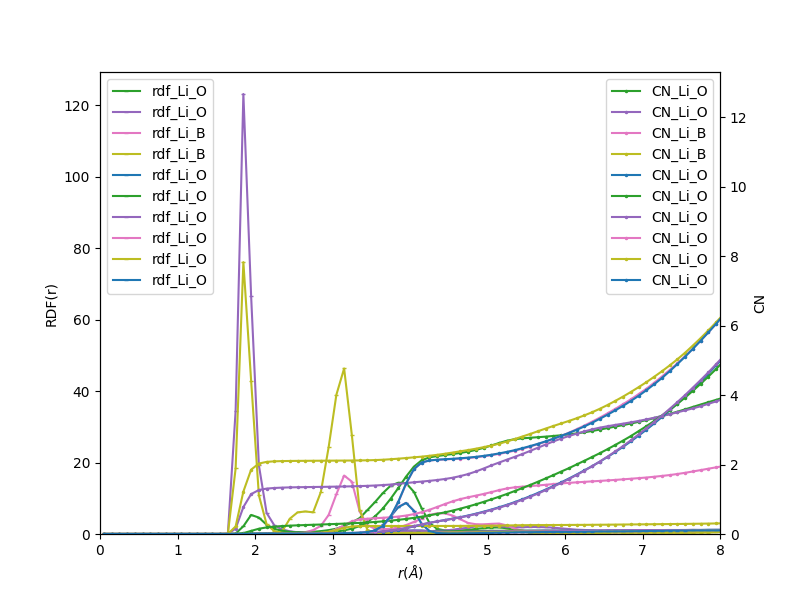 rdf_Li_O
rdf_Li_O
rdf_Li_B
rdf_Li_B
rdf_Li_O
rdf_Li_O
rdf_Li_O
rdf_Li_O
rdf_Li_O
rdf_Li_O
CN_Li_O
CN_Li_O
CN_Li_B
CN_Li_B
CN_Li_O
CN_Li_O
CN_Li_O
CN_Li_O
CN_Li_O
CN_Li_O
RDF(r)
120
100
80
60
40
20
0
12
10
8
6
4
2
0
CN
0 1 2 3 4 5 6 7 8
r(Å)